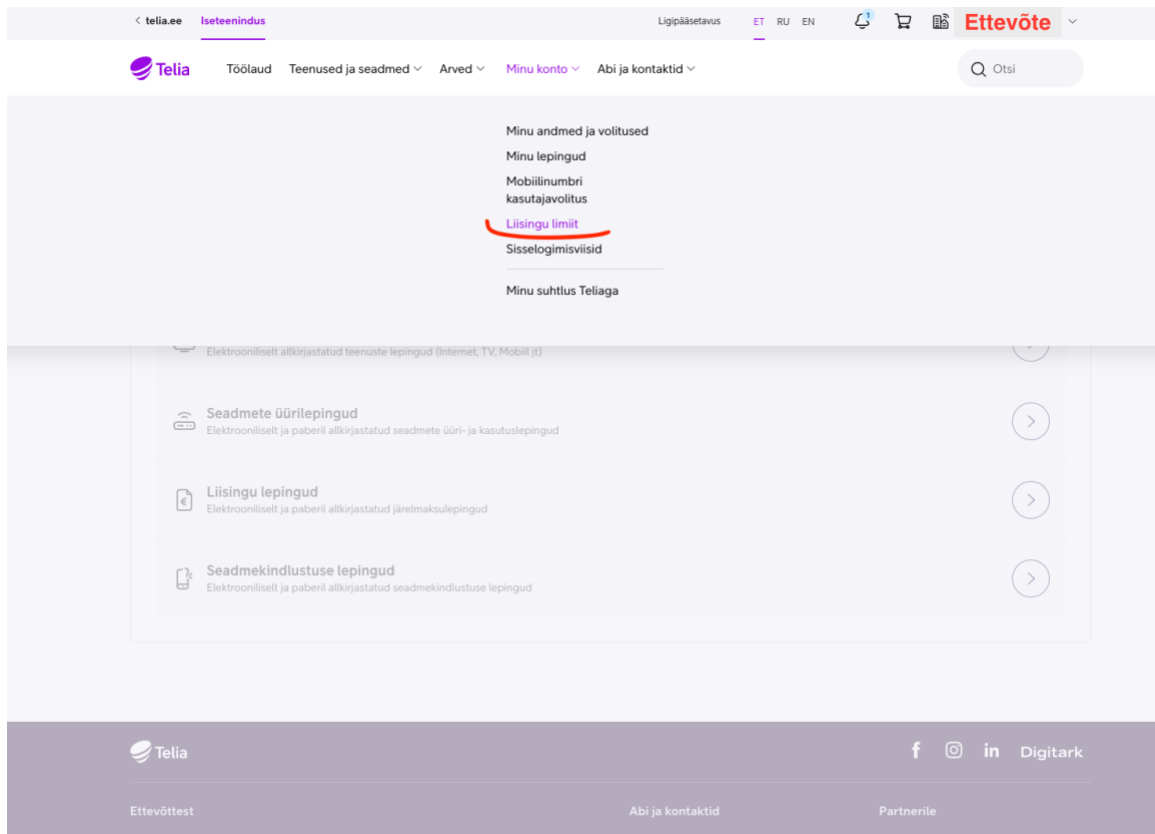 < telia.ee Iseteenindus Ligipääsetavus ET RU EN 1 Ettevõte
Telia Töölaud Teenused ja seadmed Arved Minu konto Abi ja kontaktid Otsi
Minu andmed ja volitused
Minu lepingud
Mobiilinumbri
kasutajavolitus
Liisingu limiit
Sisselogimisviisid
Minu suhtlus Teliaga
Elektrooniliselt allkirjastatud teenuste lepingud (Internet, TV, Mobiil jt)
Seadmete üürilepingud
Elektrooniliselt ja paberil allkirjastatud seadmete üüri- ja kasutuslepingud
Liisingu lepingud
Elektrooniliselt ja paberil allkirjastatud järelmaksulepingud
Seadmekindlustuse lepingud
Elektrooniliselt ja paberil allkirjastatud seadmekindlustuse lepingud
Telia f in Digitark
Ettevõttest Abi ja kontaktid Partnerile